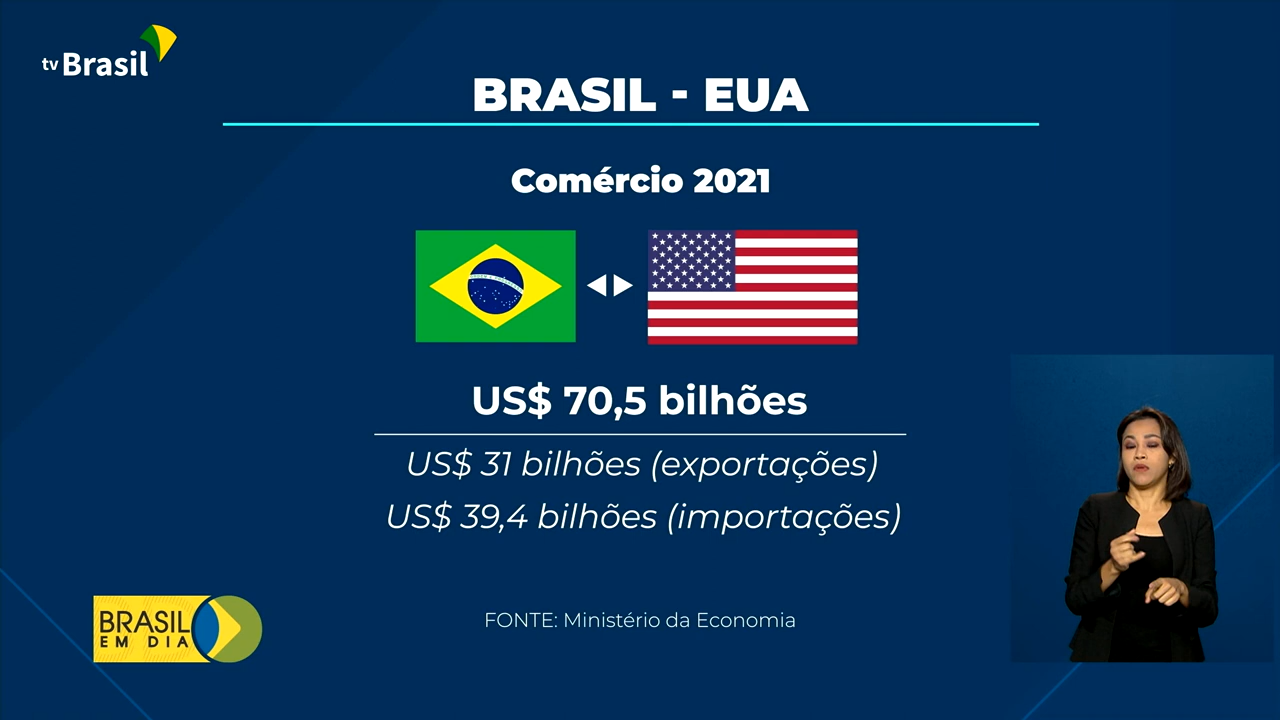 tv Brasil
BRASIL - EUA
Comércio 2021
US$ 70,5 bilhões
US$ 31 bilhões (exportações)
US$ 39,4 bilhões (importações)
FONTE: Ministério da Economia
BRASIL
EM DIA